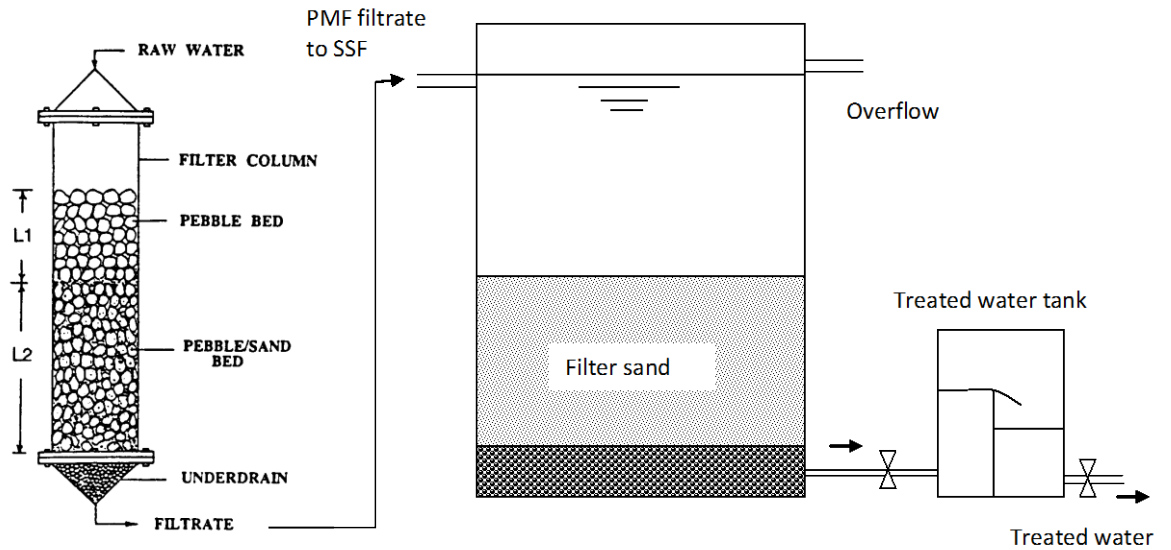 RAW WATER
FILTER COLUMN
L1
PEBBLE BED
L2
PEBBLE/SAND
BED
UNDERDRAIN
FILTRATE
PMF filtrate
to SSF
Overflow
Filter sand
Treated water tank
Treated water